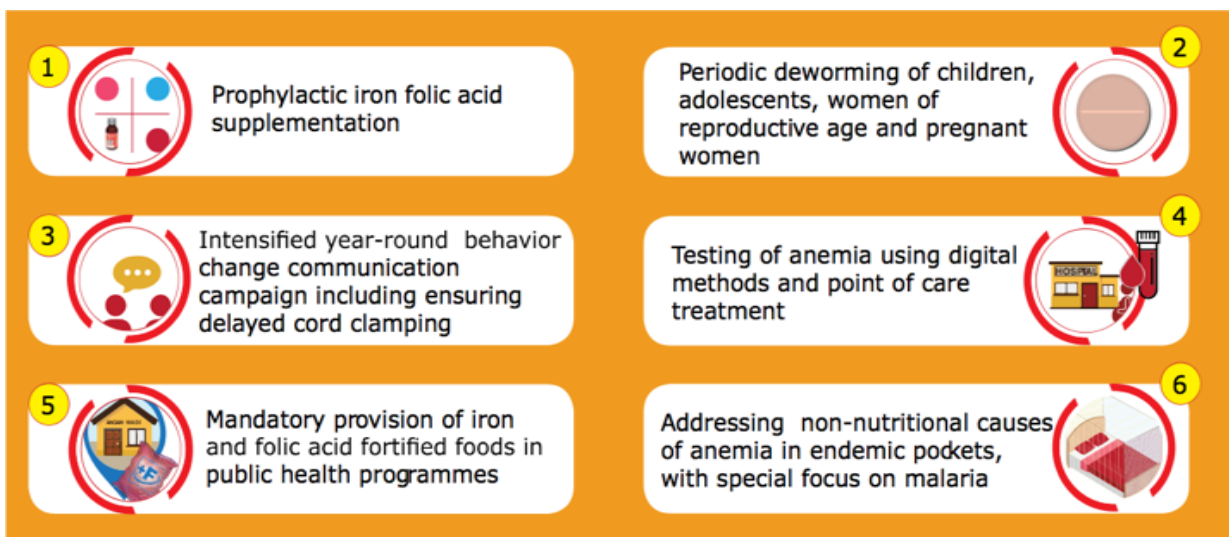 1
Prophylactic iron folic acid
supplementation
2
Periodic deworming of children,
adolescents, women of
reproductive age and pregnant
women
3
Intensified year-round behavior
change communication
campaign including ensuring
delayed cord clamping
4
Testing of anemia using digital
methods and point of care
treatment
HOSPITAL
5
Mandatory provision of iron
and folic acid fortified foods in
public health programmes
+F
6
Addressing non-nutritional causes
of anemia in endemic pockets,
with special focus on malaria